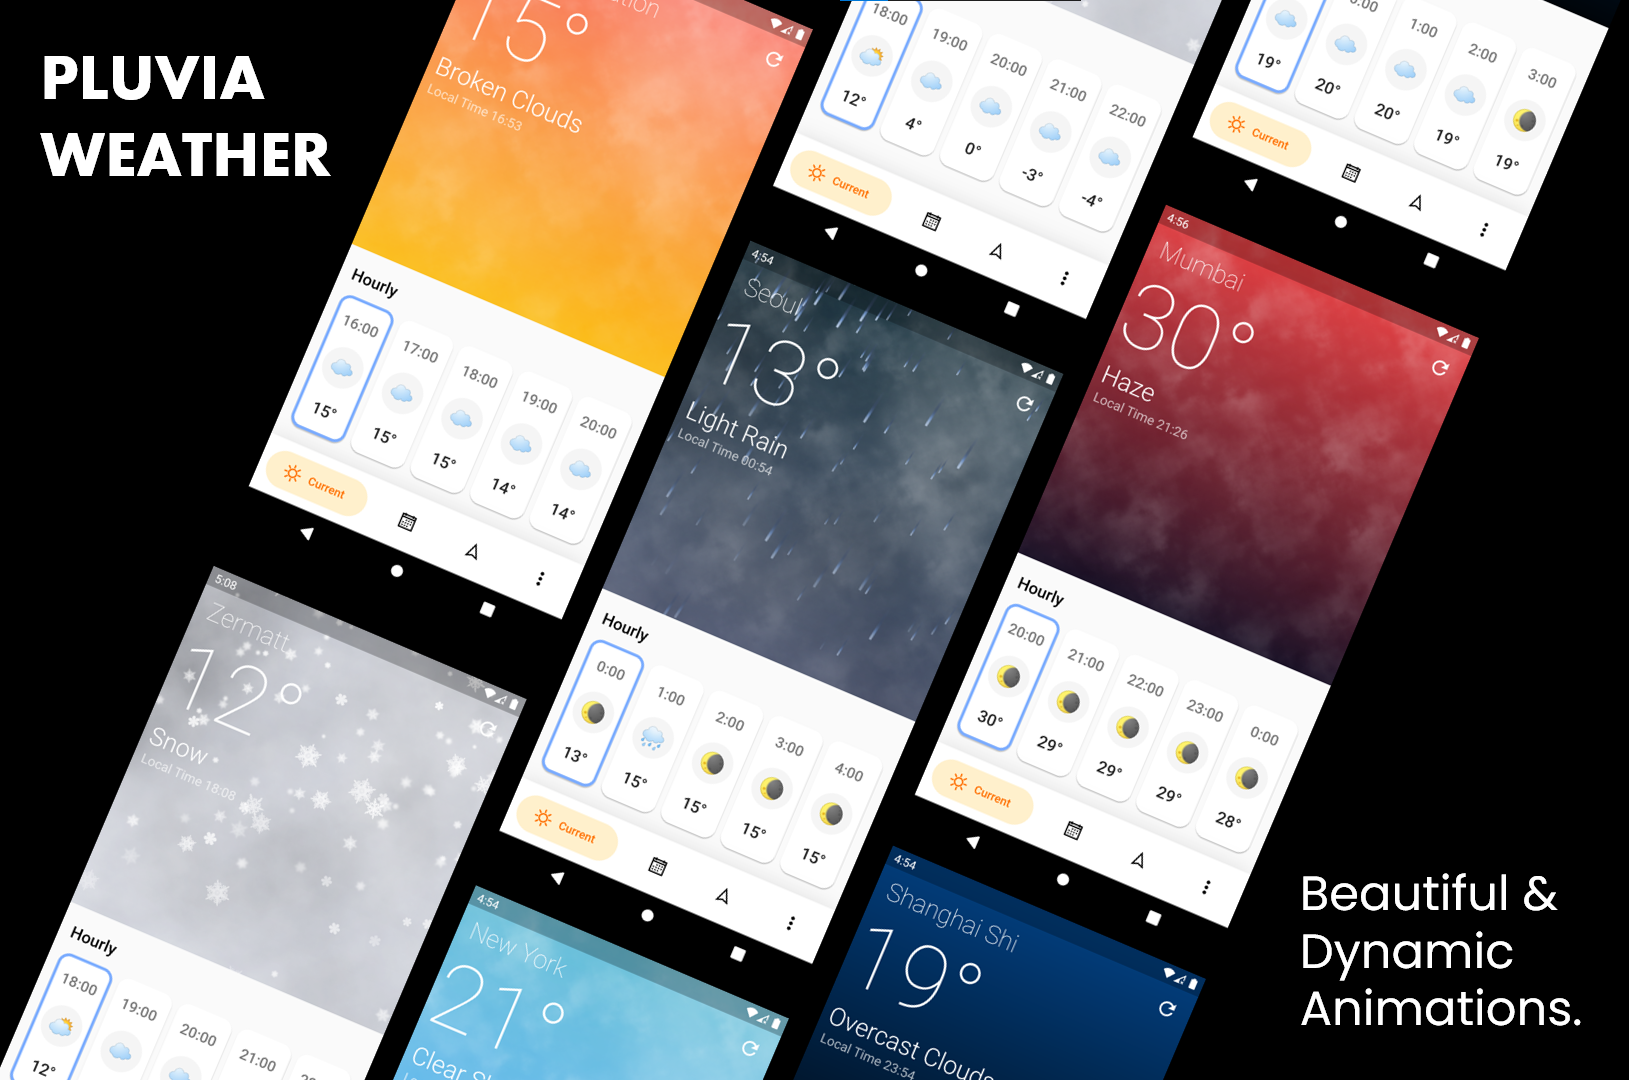 PLUVIA
WEATHER
15°
Broken Clouds
Local Time 16:53
Hourly
16:00 17:00 18:00 19:00 20:00
15° 15° 15° 14° 14°
Current
18:00 19:00 20:00 21:00 22:00
12° 4° 0° -3° -4°
Current
1:00 2:00 3:00
19° 20° 20° 19° 19°
Current
4:54
Seoul
13°
Light Rain
Local Time 00:54
Hourly
0:00 1:00 2:00 3:00 4:00
13° 15° 15° 15° 15°
Current
4:56
Mumbai
30°
Haze
Local Time 21:26
Hourly
20:00 21:00 22:00 23:00 0:00
30° 29° 29° 29° 28°
Current
5:08
Zermatt
12°
Snow
Local Time 18:08
Hourly
18:00 19:00 20:00 21:00
12°
4:54
New York
21°
Clear
4:54
Shanghai Shi
19°
Overcast Clouds
Local Time 23:54
Beautiful &
Dynamic
Animations.